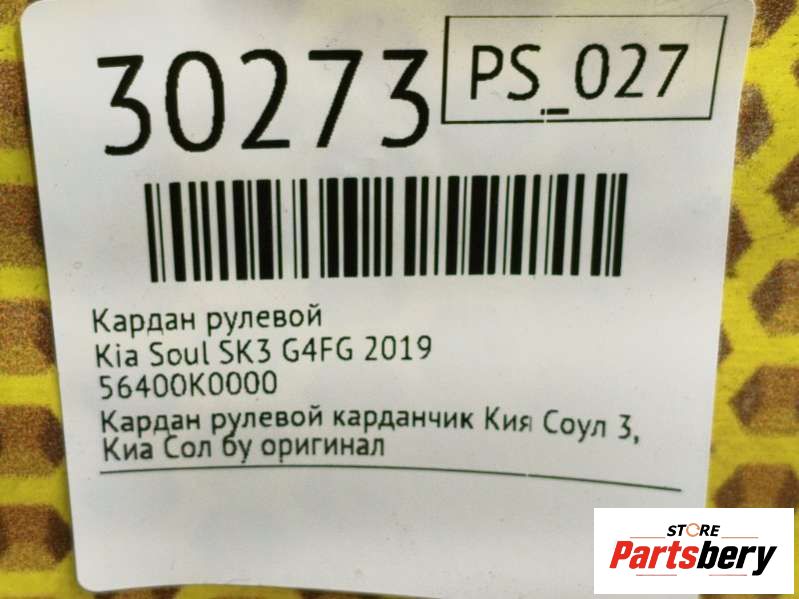 30273
PS_027
Кардан рулевой
Kia Soul SK3 G4FG 2019
56400K0000
Кардан рулевой карданчик Кия Соул 3,
Киа Сол бу оригинал
STORE
Partsbery